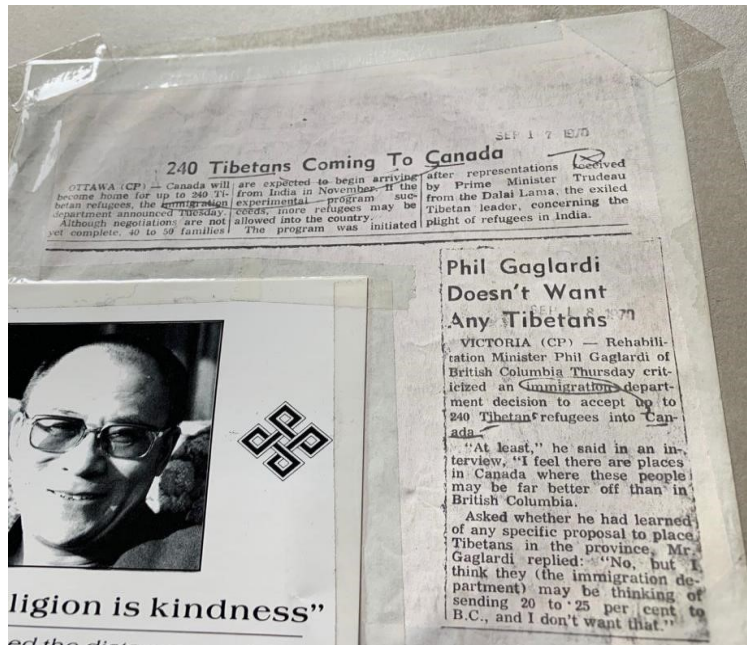 SEP 17 1970
240 Tibetans Coming To Canada
OTTAWA (CP) — Canada will
become home for up to 240 Ti-
betan refugees, the immigration
department announced Tuesday.
Although negotiations are not
yet complete, 40 to 50 families
are expected to begin arriving
from India in November. If the
experimental program suc-
ceeds, more refugees may be
allowed into the country.
The program was initiated
after representations received
by Prime Minister Trudeau
from the Dalai Lama, the exiled
Tibetan leader, concerning the
plight of refugees in India.
Phil Gaglardi
Doesn't Want
SEP 18 1970
Any Tibetans
VICTORIA (CP) — Rehabili-
tation Minister Phil Gaglardi of
British Columbia Thursday crit-
icized an immigration depart-
ment decision to accept up to
240 Tibetan refugees into Can-
ada.
"At least," he said in an in-
terview, "I feel there are places
in Canada where these people
may be far better off than in
British Columbia.
Asked whether he had learned
of any specific proposal to place
Tibetans in the province, Mr.
Gaglardi replied: "No, but I
think they (the immigration de-
partment) may be thinking of
sending 20 to 25 per cent to
B.C., and I don't want that."
ligion is kindness”